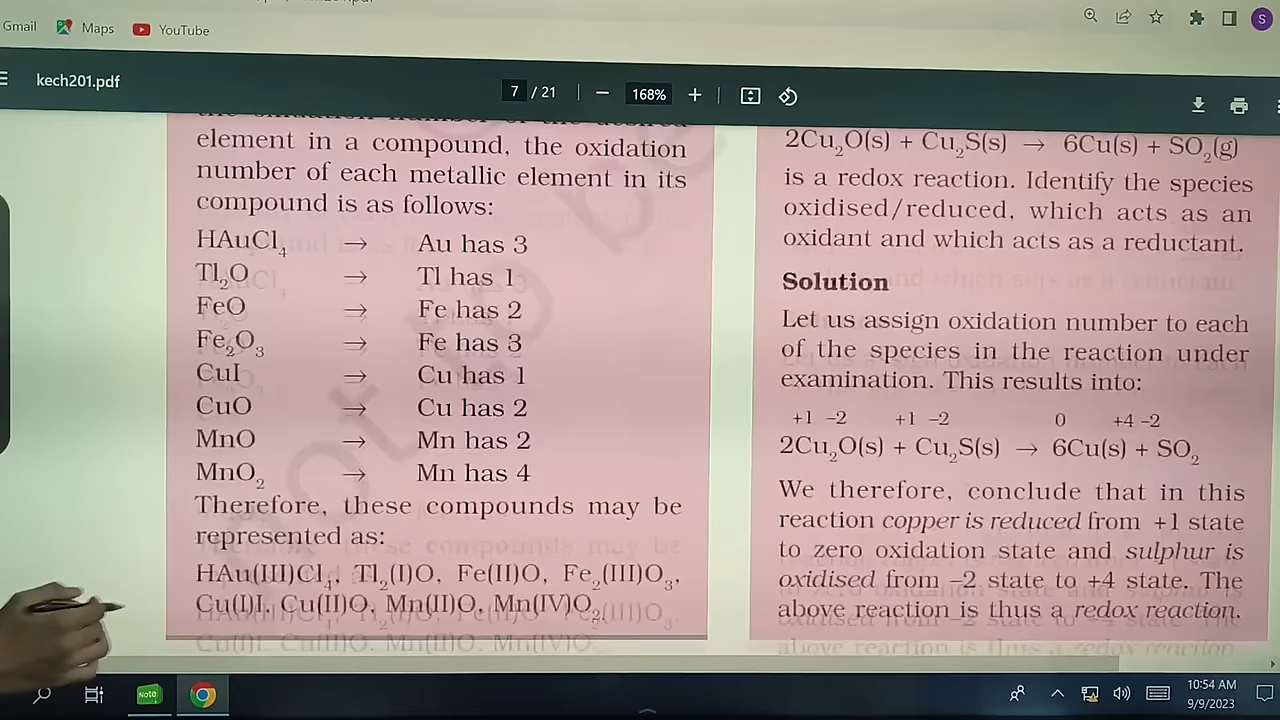 Gmail Maps YouTube
S
kech201.pdf
7 / 21
168%
element in a compound, the oxidation
number of each metallic element in its
compound is as follows:
HAuCl₄ → Au has 3
Tl₂O → Tl has 1
FeO → Fe has 2
Fe₂O₃ → Fe has 3
CuI → Cu has 1
CuO → Cu has 2
MnO → Mn has 2
MnO₂ → Mn has 4
Therefore, these compounds may be
represented as:
HAu(III)Cl₄, Tl₂(I)O, Fe(II)O, Fe₂(III)O₃,
Cu(I)I, Cu(II)O, Mn(II)O, Mn(IV)O₂.
2Cu₂O(s) + Cu₂S(s) → 6Cu(s) + SO₂(g)
is a redox reaction. Identify the species
oxidised/reduced, which acts as an
oxidant and which acts as a reductant.
Solution
Let us assign oxidation number to each
of the species in the reaction under
examination. This results into:
+1 –2 +1 –2 0 +4 –2
2Cu₂O(s) + Cu₂S(s) → 6Cu(s) + SO₂
We therefore, conclude that in this
reaction copper is reduced from +1 state
to zero oxidation state and sulphur is
oxidised from –2 state to +4 state. The
above reaction is thus a redox reaction.
Note
10:54 AM
9/9/2023